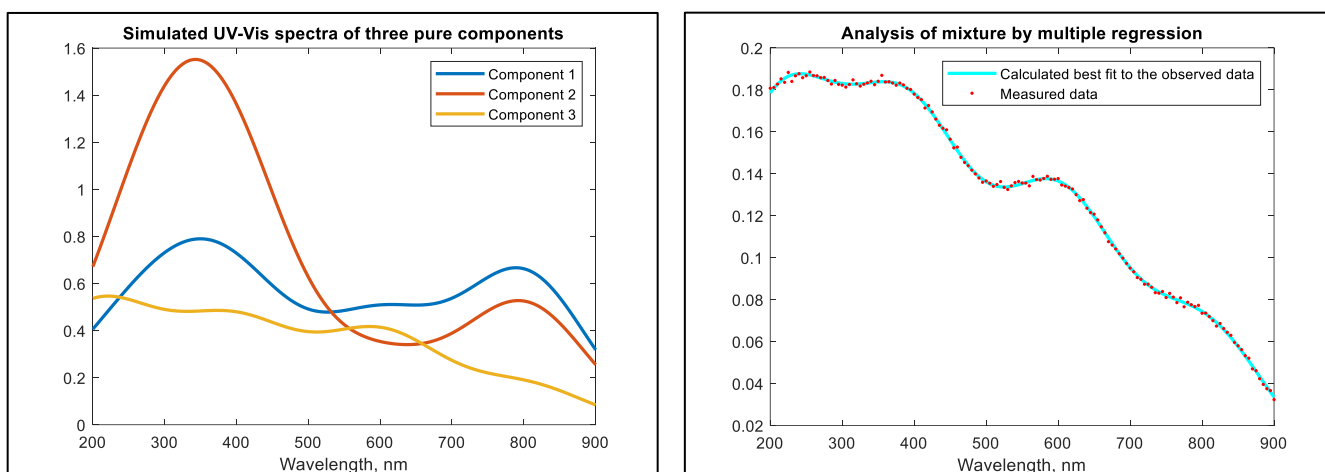 Simulated UV-Vis spectra of three pure components
1.6
1.4
1.2
1
0.8
0.6
0.4
0.2
0
Component 1
Component 2
Component 3
200 300 400 500 600 700 800 900
Wavelength, nm
Analysis of mixture by multiple regression
0.2
0.18
0.16
0.14
0.12
0.1
0.08
0.06
0.04
0.02
Calculated best fit to the observed data
Measured data
200 300 400 500 600 700 800 900
Wavelength, nm